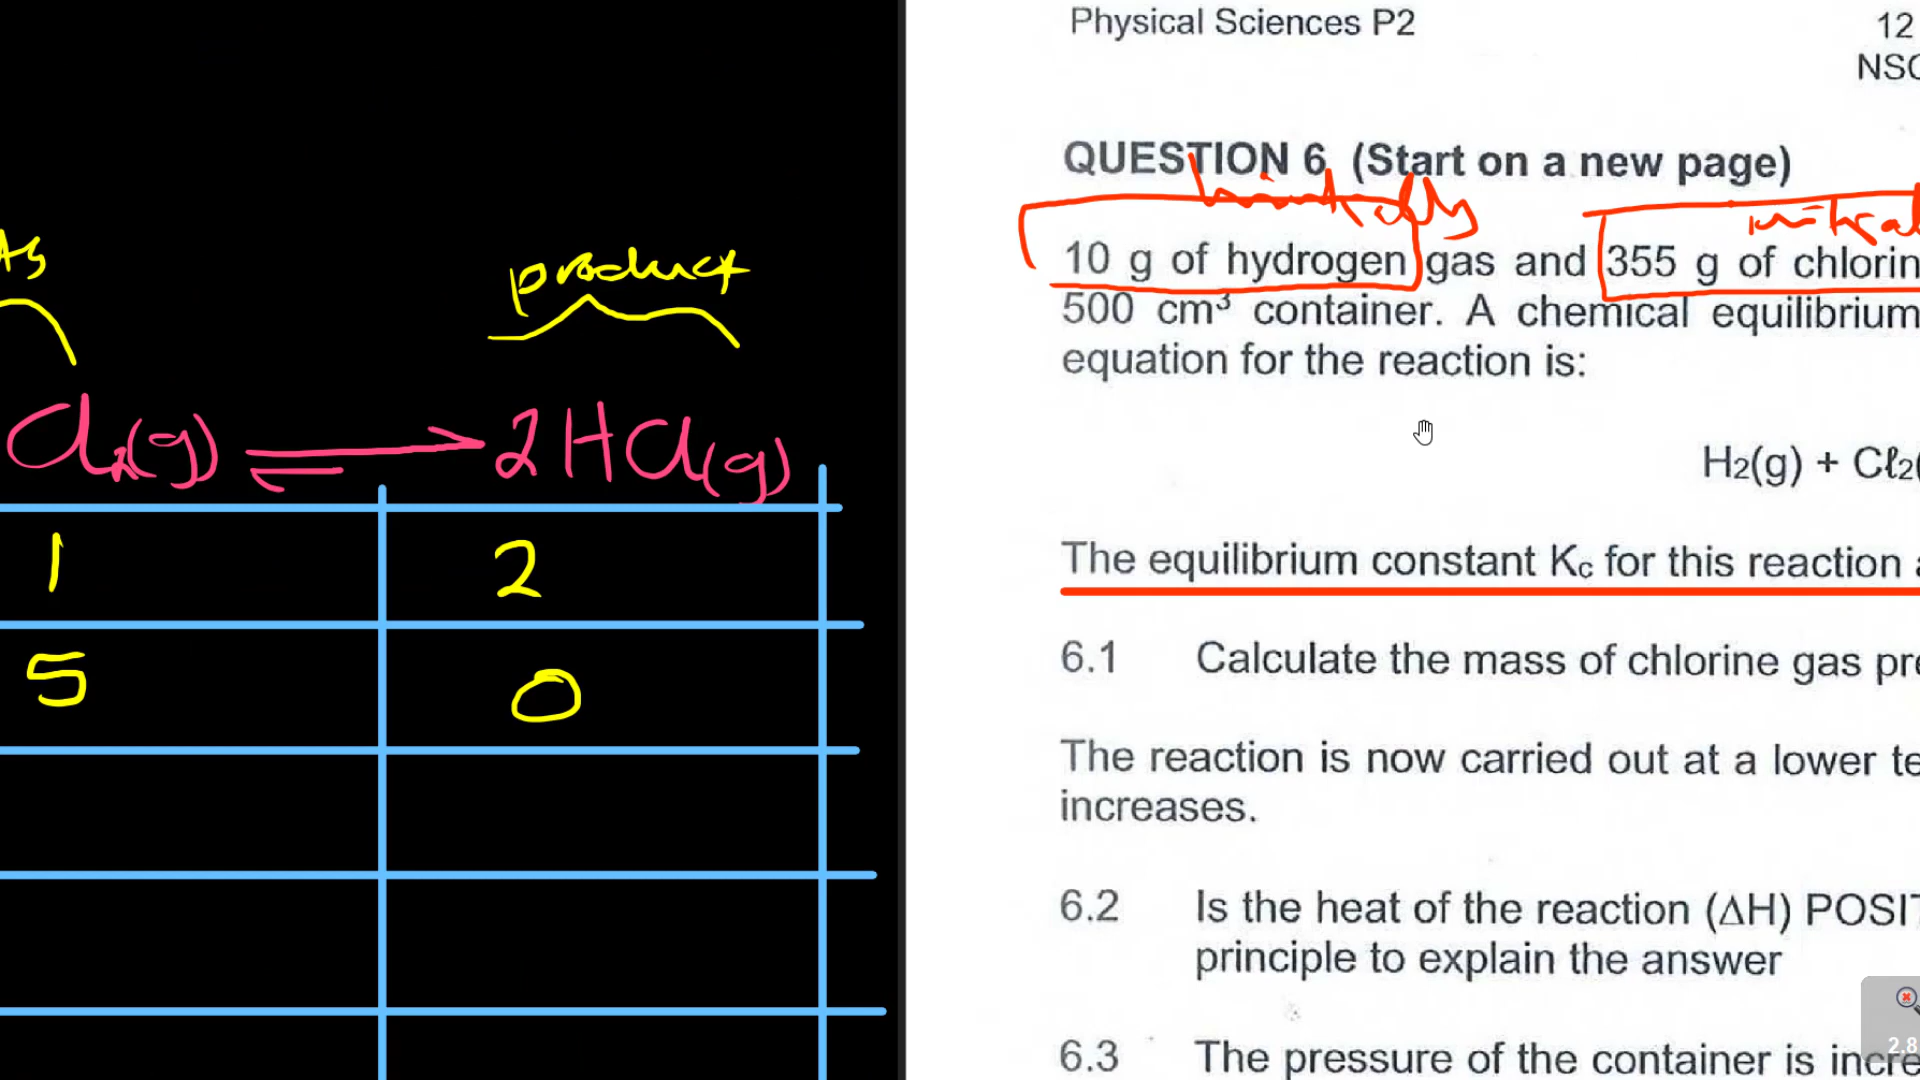 As
product
Cl₂(g) ⇌ 2HCl(g)
1 2
5 0
Physical Sciences P2
12
NSC
QUESTION 6 (Start on a new page)
initially
10 g of hydrogen gas and 355 g of chlorin
500 cm³ container. A chemical equilibrium
equation for the reaction is:
H₂(g) + Cℓ₂(
The equilibrium constant Kc for this reaction a
6.1 Calculate the mass of chlorine gas pre
The reaction is now carried out at a lower te
increases.
6.2 Is the heat of the reaction (ΔH) POSIT
principle to explain the answer
6.3 The pressure of the container is incre
2.8